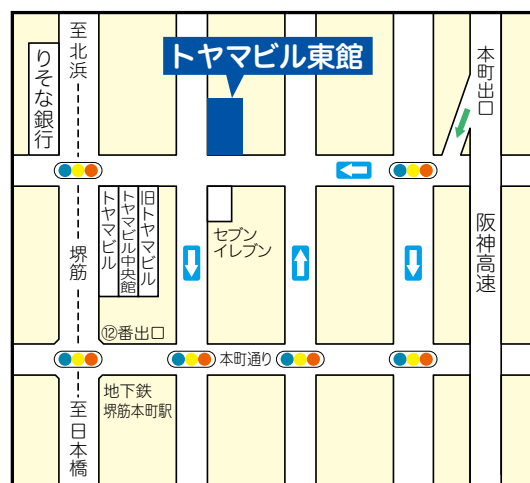 至北浜
りそな銀行
トヤマビル東館
本町出口
トヤマビル
トヤマビル中央館
旧トヤマビル
セブン
イレブン
堺筋
阪神高速
⑫番出口
本町通り
地下鉄
堺筋本町駅
至日本橋